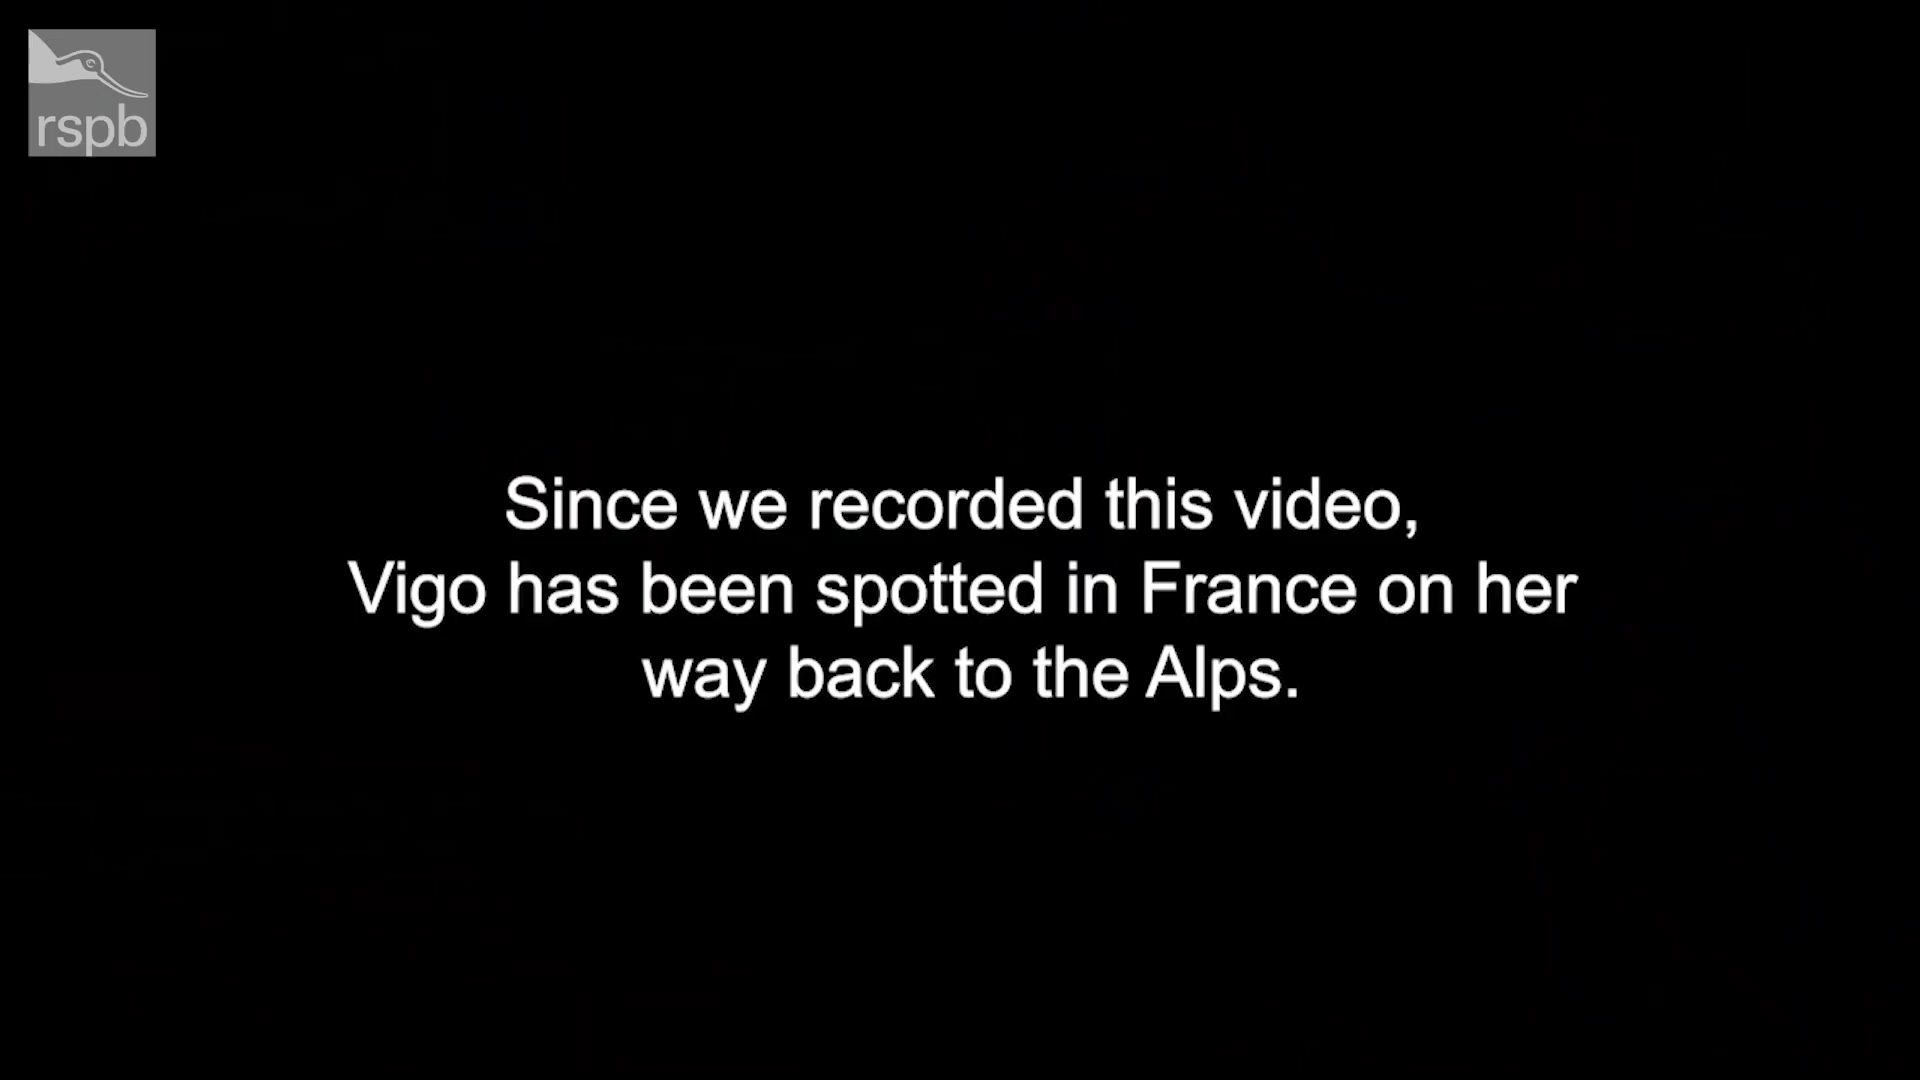 rspb
Since we recorded this video,
Vigo has been spotted in France on her
way back to the Alps.